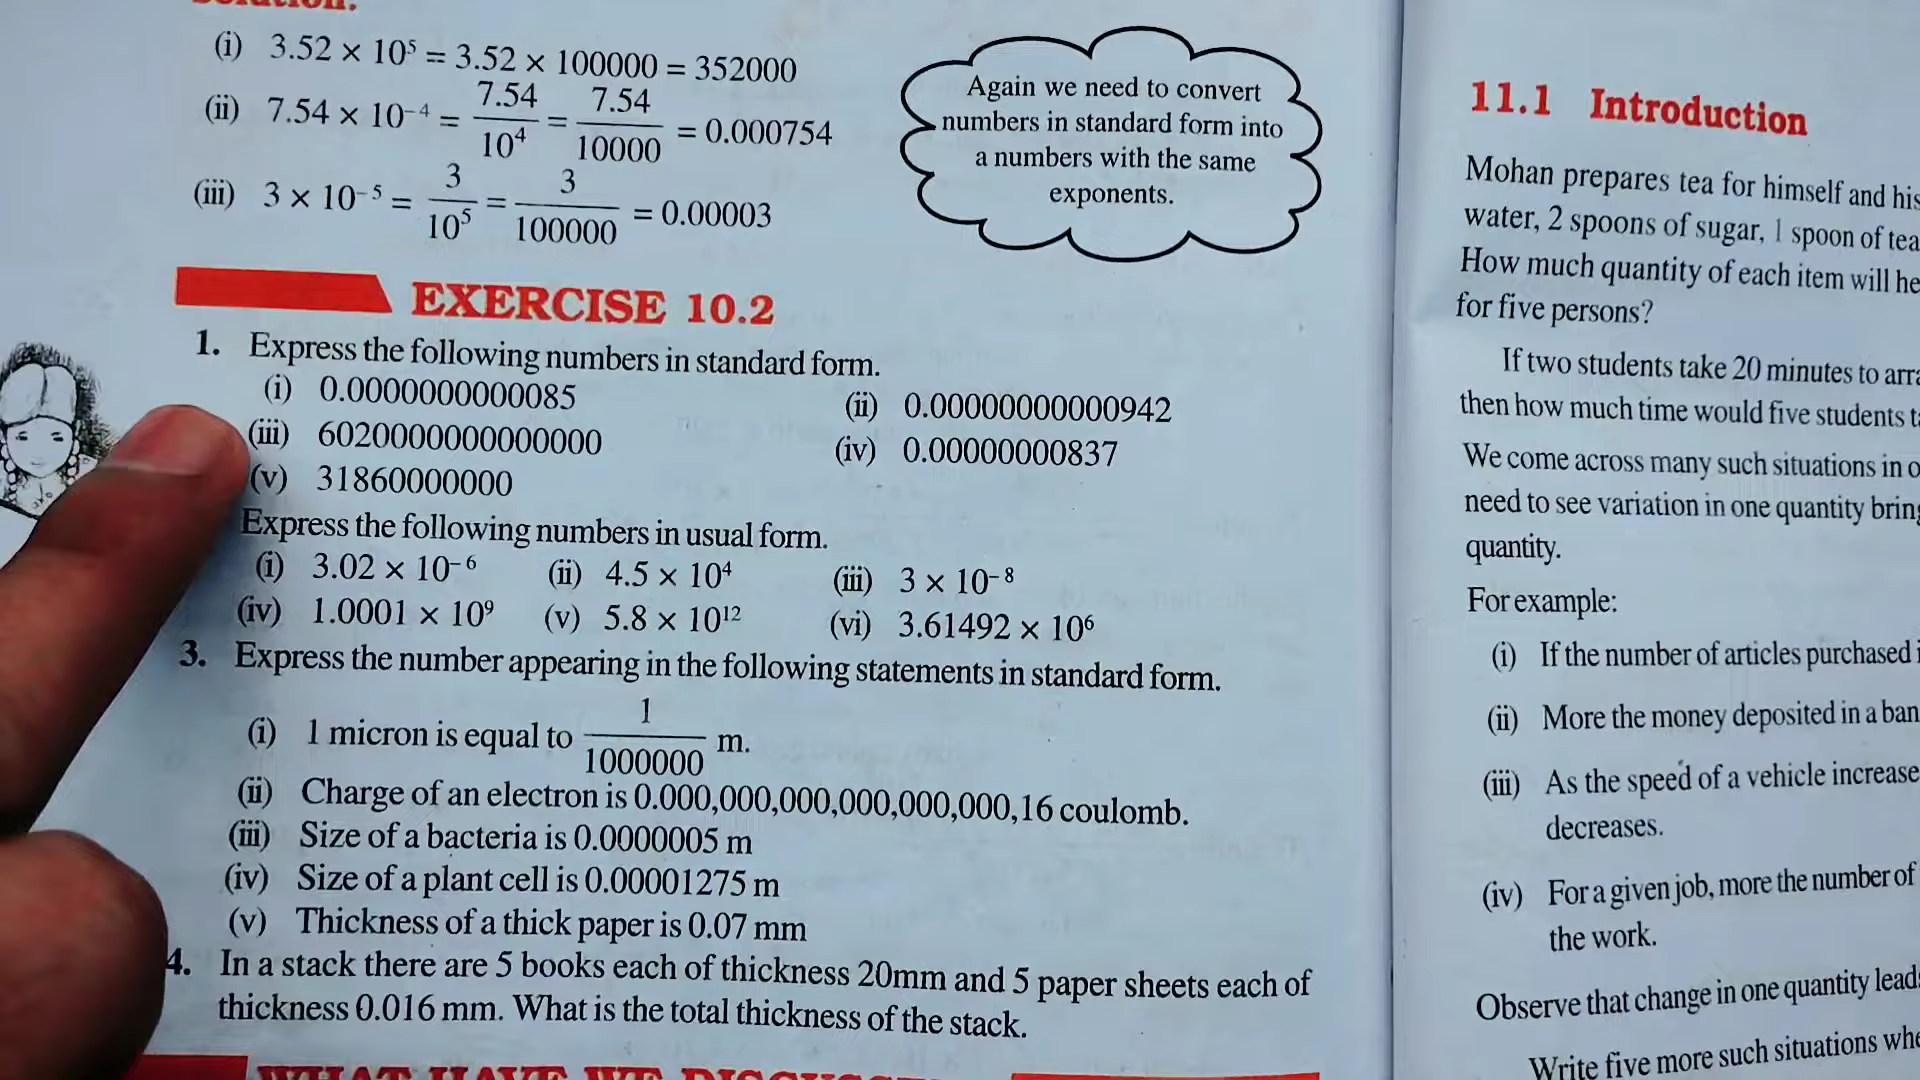 Solution:
(i) 3.52 × 10⁵ = 3.52 × 100000 = 352000
(ii) 7.54 × 10⁻⁴ = 7.54/10⁴ = 7.54/10000 = 0.000754
(iii) 3 × 10⁻⁵ = 3/10⁵ = 3/100000 = 0.00003
Again we need to convert
numbers in standard form into
a numbers with the same
exponents.
EXERCISE 10.2
1. Express the following numbers in standard form.
(i) 0.0000000000085 (ii) 0.00000000000942
(iii) 6020000000000000 (iv) 0.00000000837
(v) 31860000000
Express the following numbers in usual form.
(i) 3.02 × 10⁻⁶ (ii) 4.5 × 10⁴ (iii) 3 × 10⁻⁸
(iv) 1.0001 × 10⁹ (v) 5.8 × 10¹² (vi) 3.61492 × 10⁶
3. Express the number appearing in the following statements in standard form.
(i) 1 micron is equal to 1/1000000 m.
(ii) Charge of an electron is 0.000,000,000,000,000,000,16 coulomb.
(iii) Size of a bacteria is 0.0000005 m
(iv) Size of a plant cell is 0.00001275 m
(v) Thickness of a thick paper is 0.07 mm
4. In a stack there are 5 books each of thickness 20mm and 5 paper sheets each of
thickness 0.016 mm. What is the total thickness of the stack.
WHAT HAVE WE
11.1 Introduction
Mohan prepares tea for himself and his
water, 2 spoons of sugar, 1 spoon of tea
How much quantity of each item will he
for five persons?
If two students take 20 minutes to arra
then how much time would five students ta
We come across many such situations in o
need to see variation in one quantity bring
quantity.
For example:
(i) If the number of articles purchased i
(ii) More the money deposited in a ban
(iii) As the speed of a vehicle increase
decreases.
(iv) For a given job, more the number of
the work.
Observe that change in one quantity leads
Write five more such situations whe